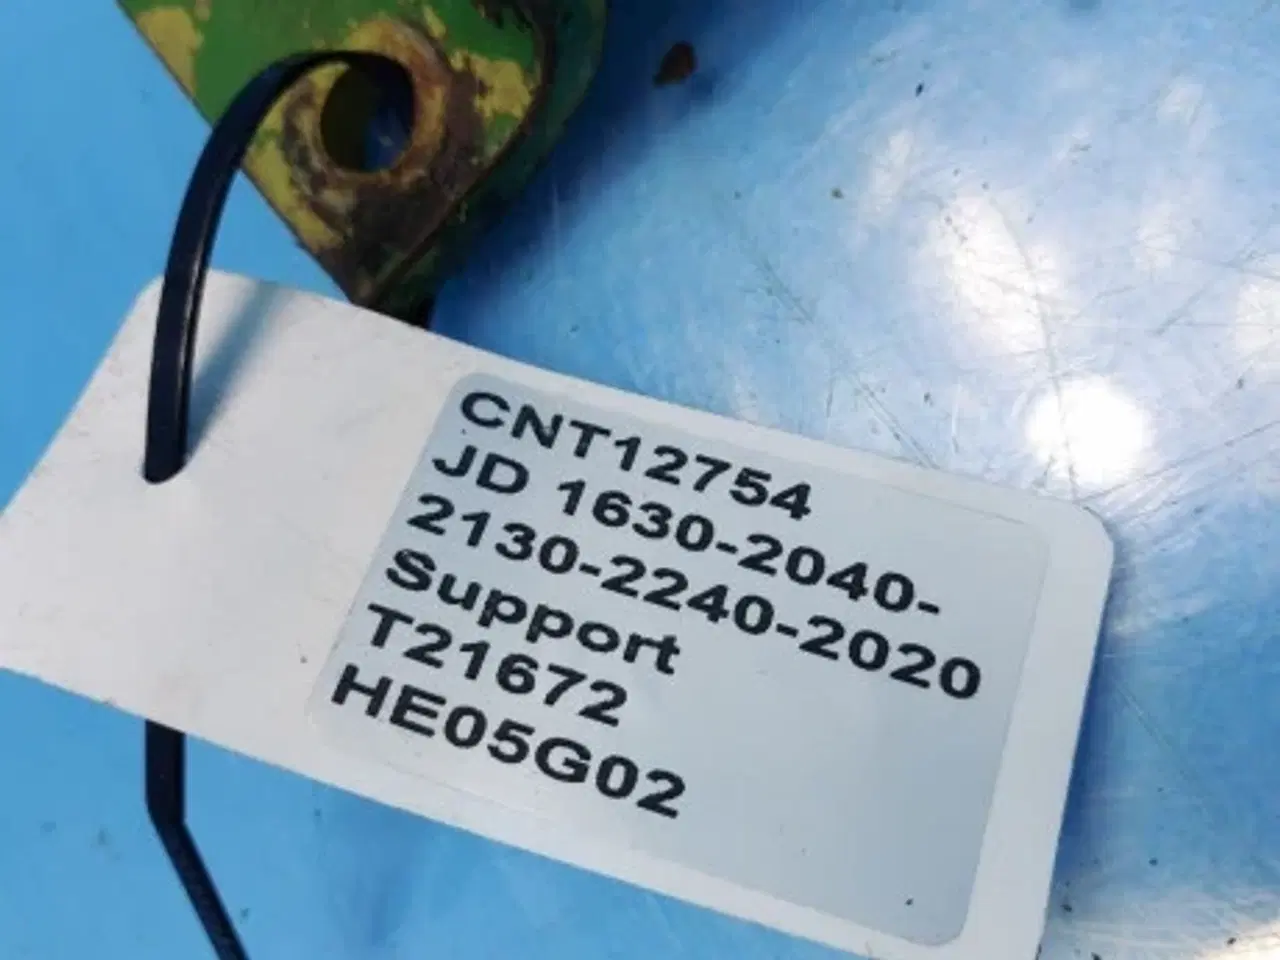 CNT12754
JD 1630-2040-
2130-2240-2020
Support
T21672
HE05G02